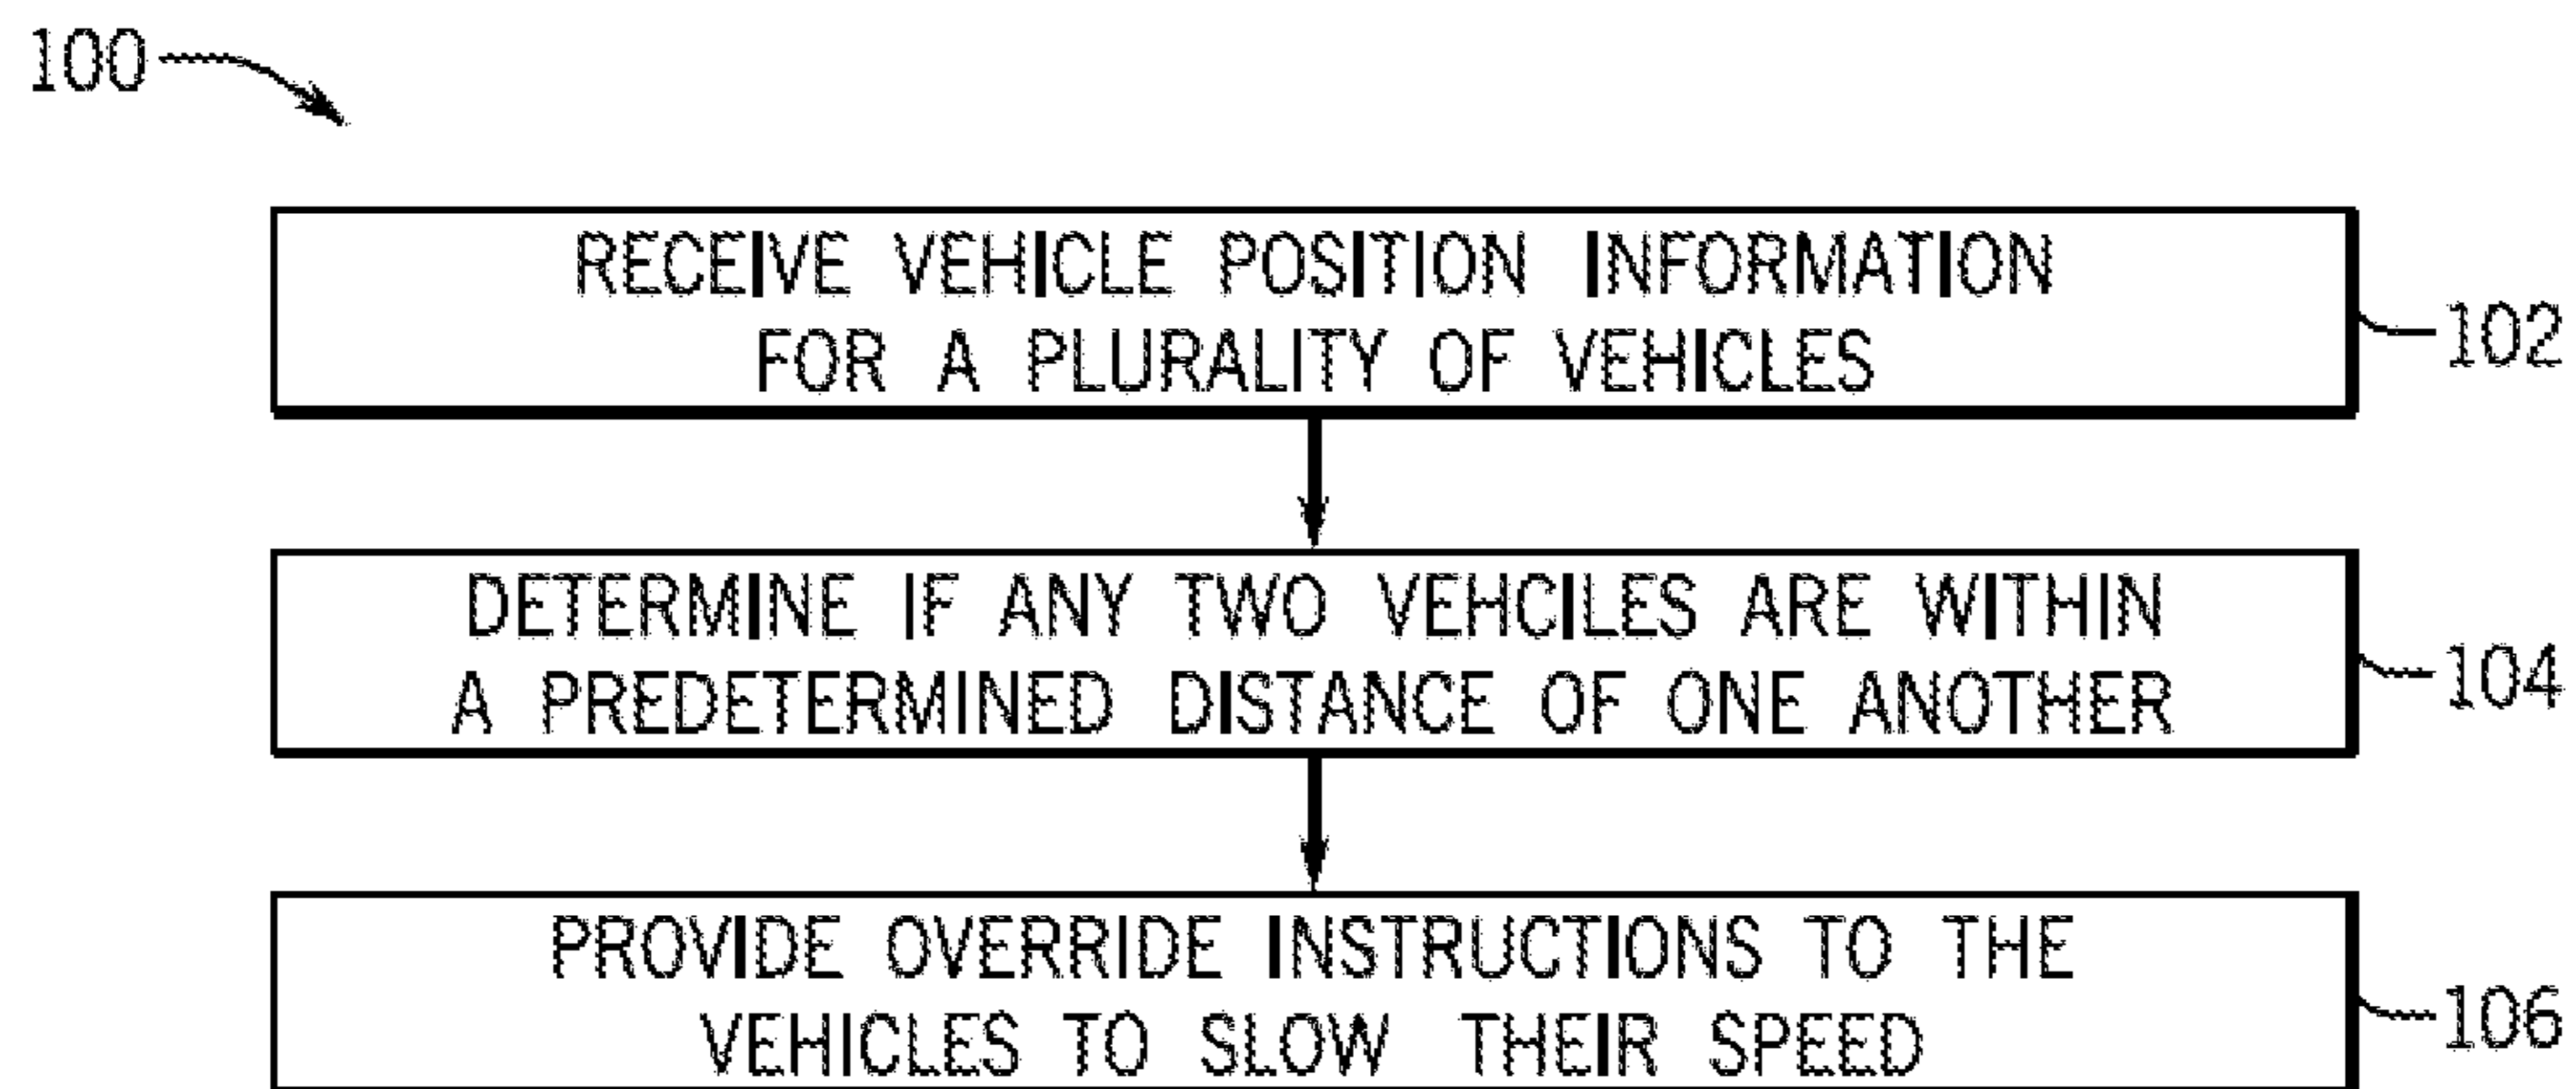 100
RECEIVE VEHICLE POSITION INFORMATION
FOR A PLURALITY OF VEHICLES
102
DETERMINE IF ANY TWO VEHCILES ARE WITHIN
A PREDETERMINED DISTANCE OF ONE ANOTHER
104
PROVIDE OVERRIDE INSTRUCTIONS TO THE
VEHICLES TO SLOW THEIR SPEED
106